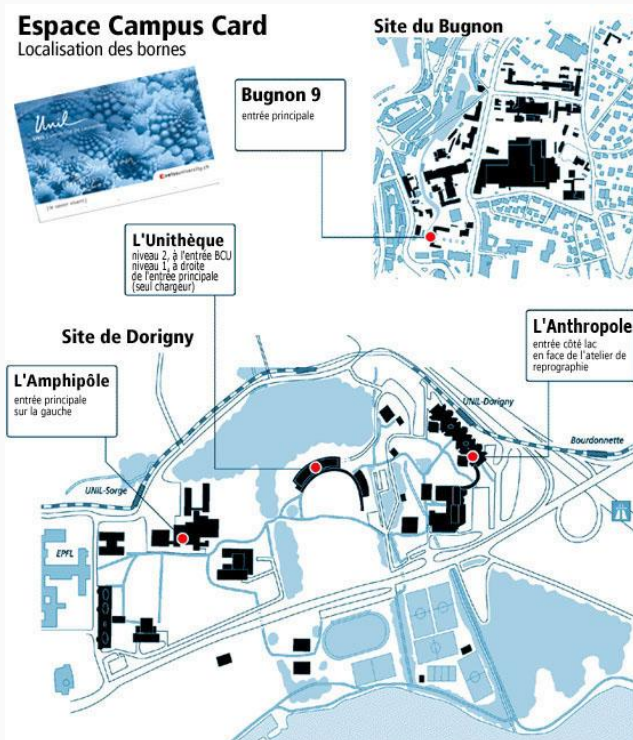 Espace Campus Card
Localisation des bornes
Unil
Site du Bugnon
Bugnon 9
entrée principale
L'Unithèque
niveau 2, à l'entrée BCU
niveau 1, à droite
de l'entrée principale
(seul chargeur)
Site de Dorigny
L'Anthropole
entrée côté lac
en face de l'atelier de
reprographie
L'Amphipôle
entrée principale
sur la gauche
UNIL-Dorigny
Bourdonnette
UNIL-Sorge
EPFL